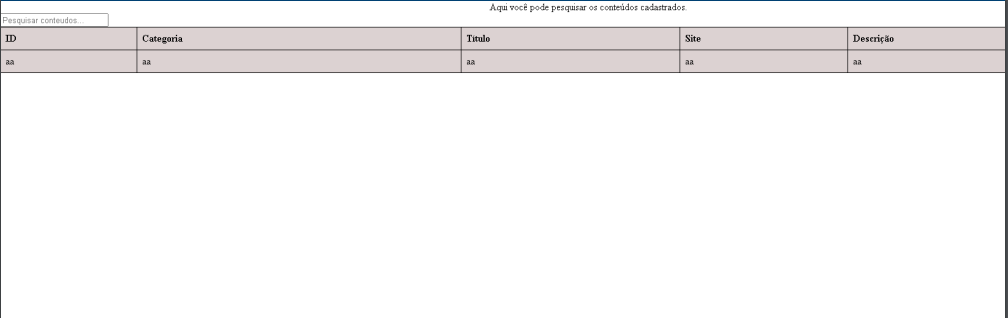 Aqui você pode pesquisar os conteúdos cadastrados.
Pesquisar conteudos...
ID Categoria Titulo Site Descrição
aa aa aa aa aa